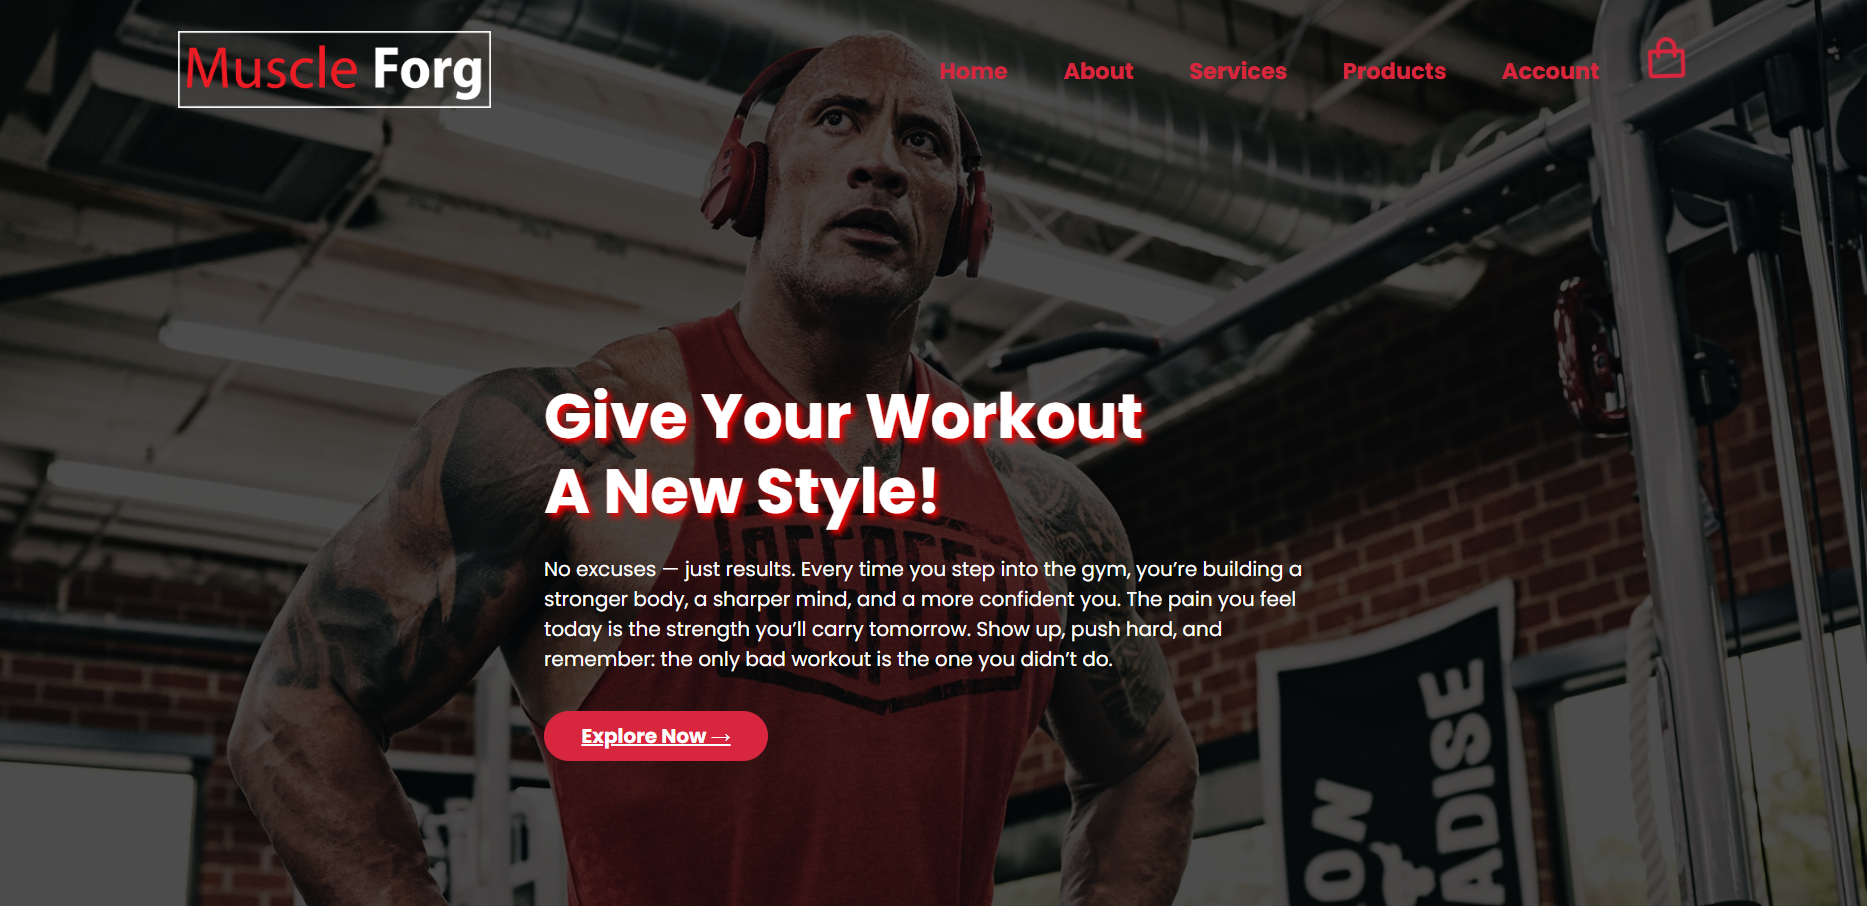 Muscle Forg
Home About Services Products Account
Give Your Workout
A New Style!
No excuses — just results. Every time you step into the gym, you’re building a
stronger body, a sharper mind, and a more confident you. The pain you feel
today is the strength you’ll carry tomorrow. Show up, push hard, and
remember: the only bad workout is the one you didn’t do.
Explore Now →